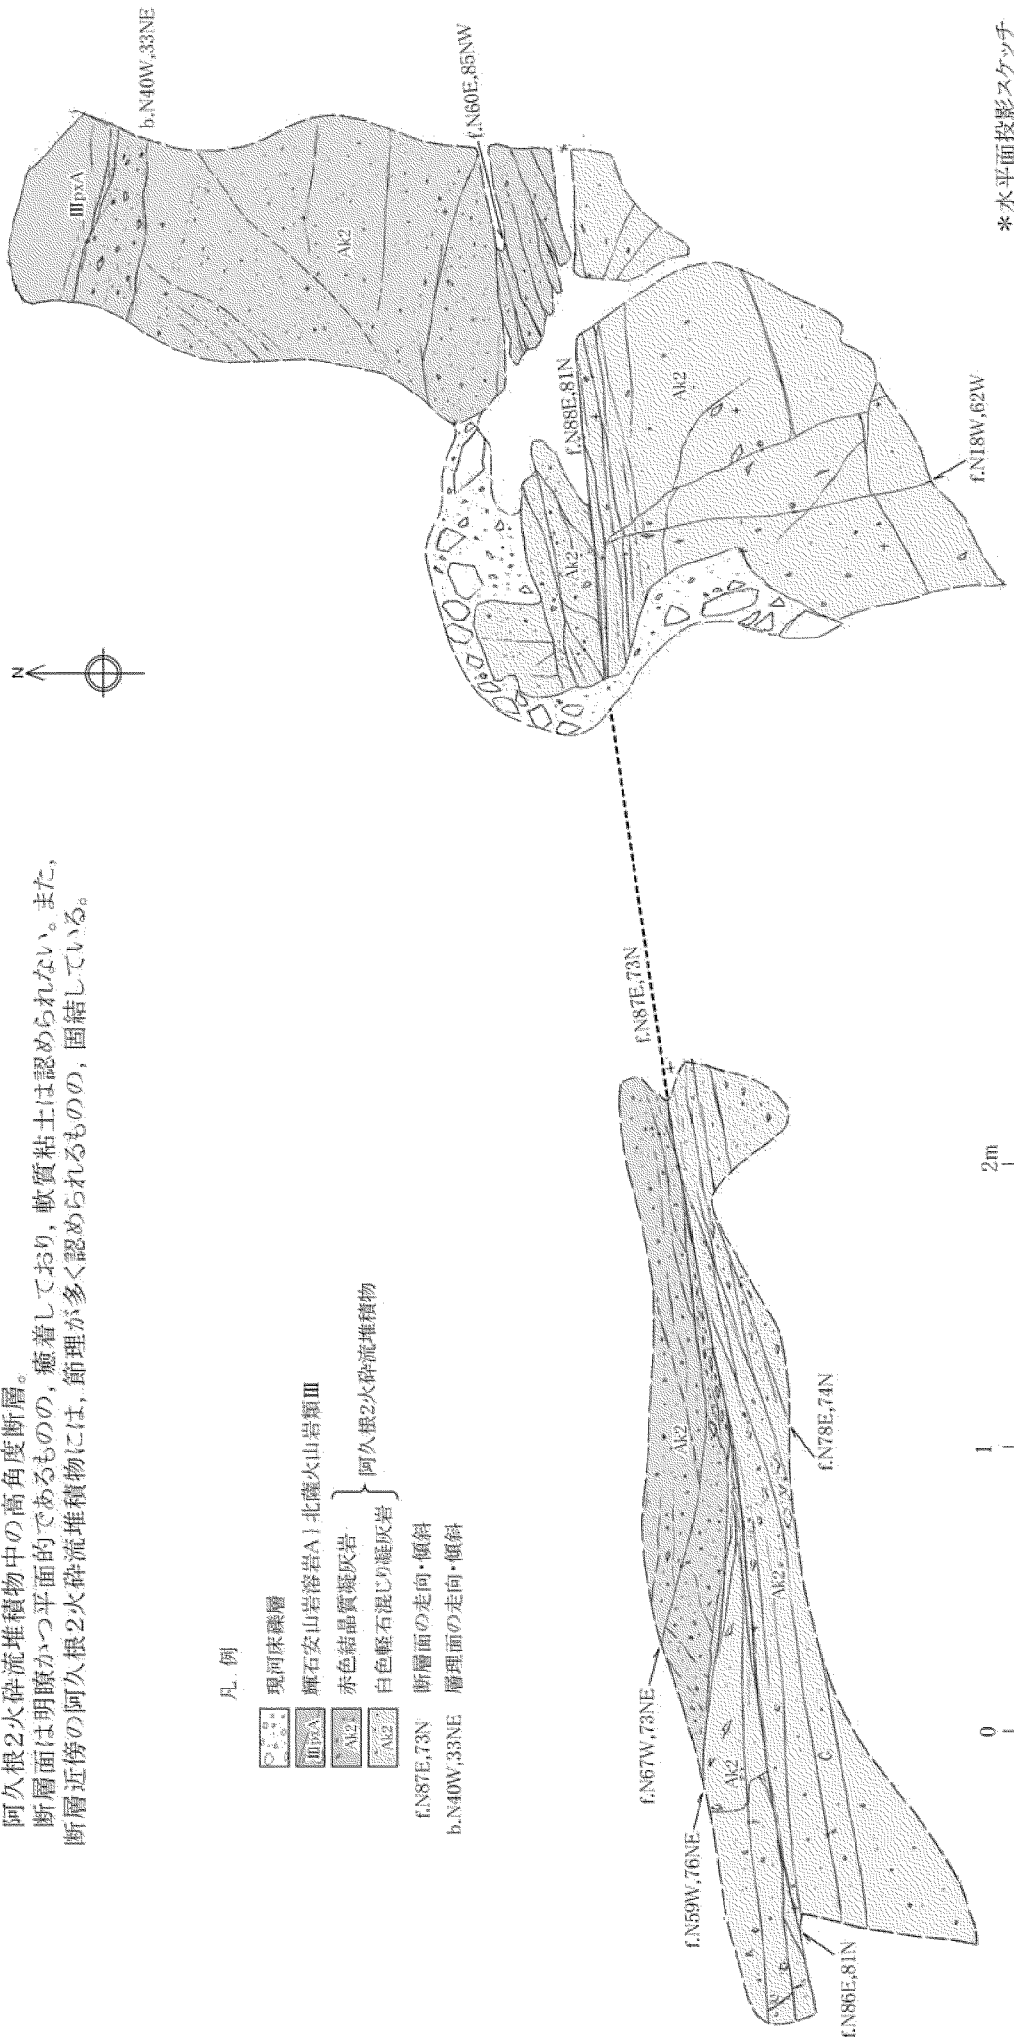 阿久根2火砕流堆積物中の高角度断層。
断層面は明瞭かつ平面的であるものの，癒着しており，軟質粘土は認められない。また，
断層近傍の阿久根2火砕流堆積物には，節理が多く認められるものの，固結している。
凡 例
現河床礫層
ⅢpxA 輝石安山岩溶岩A｝北薩火山岩類Ⅲ
Ak2 赤色結晶質凝灰岩
Ak2 白色軽石混じり凝灰岩
阿久根2火砕流堆積物
f.N87E,73N 断層面の走向・傾斜
b.N40W,33NE 層理面の走向・傾斜
N
ⅢpxA
b.N40W,33NE
Ak2
f.N60E,85NW
f.N88E,81N
Ak2
Ak2
f.N18W,62W
f.N87E,73N
Ak2
f.N67W,73NE
f.N59W,76NE
Ak2
Ak2
f.N78E,74N
f.N86E,81N
0 1 2m
＊水平面投影スケッチ